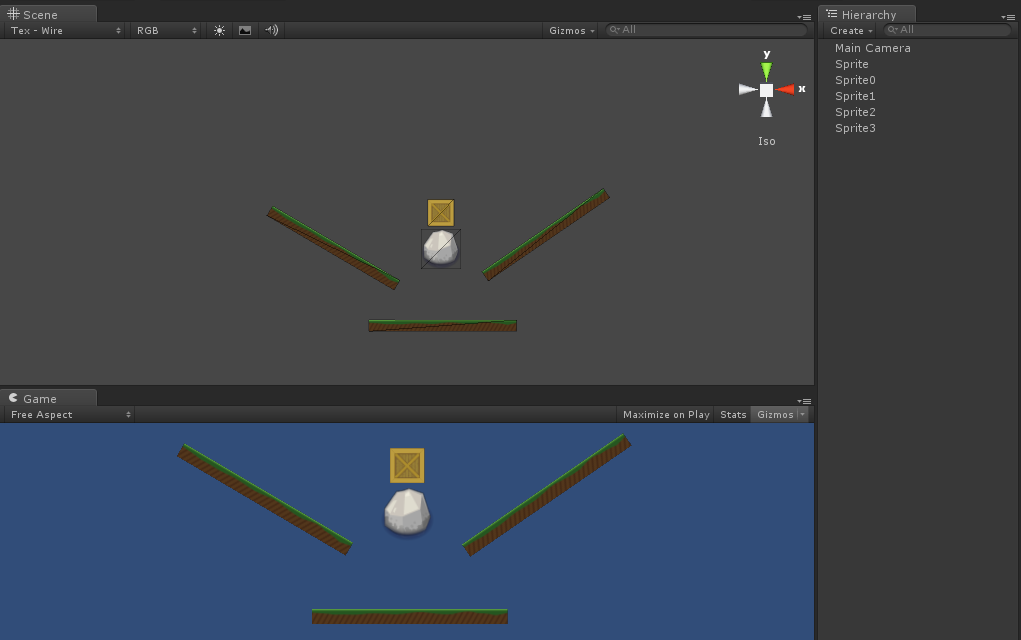 Scene
Hierarchy
Tex - Wire RGB Gizmos All
Create All
Main Camera
Sprite
Sprite0
Sprite1
Sprite2
Sprite3
y
x
Iso
Game
Free Aspect Maximize on Play Stats Gizmos